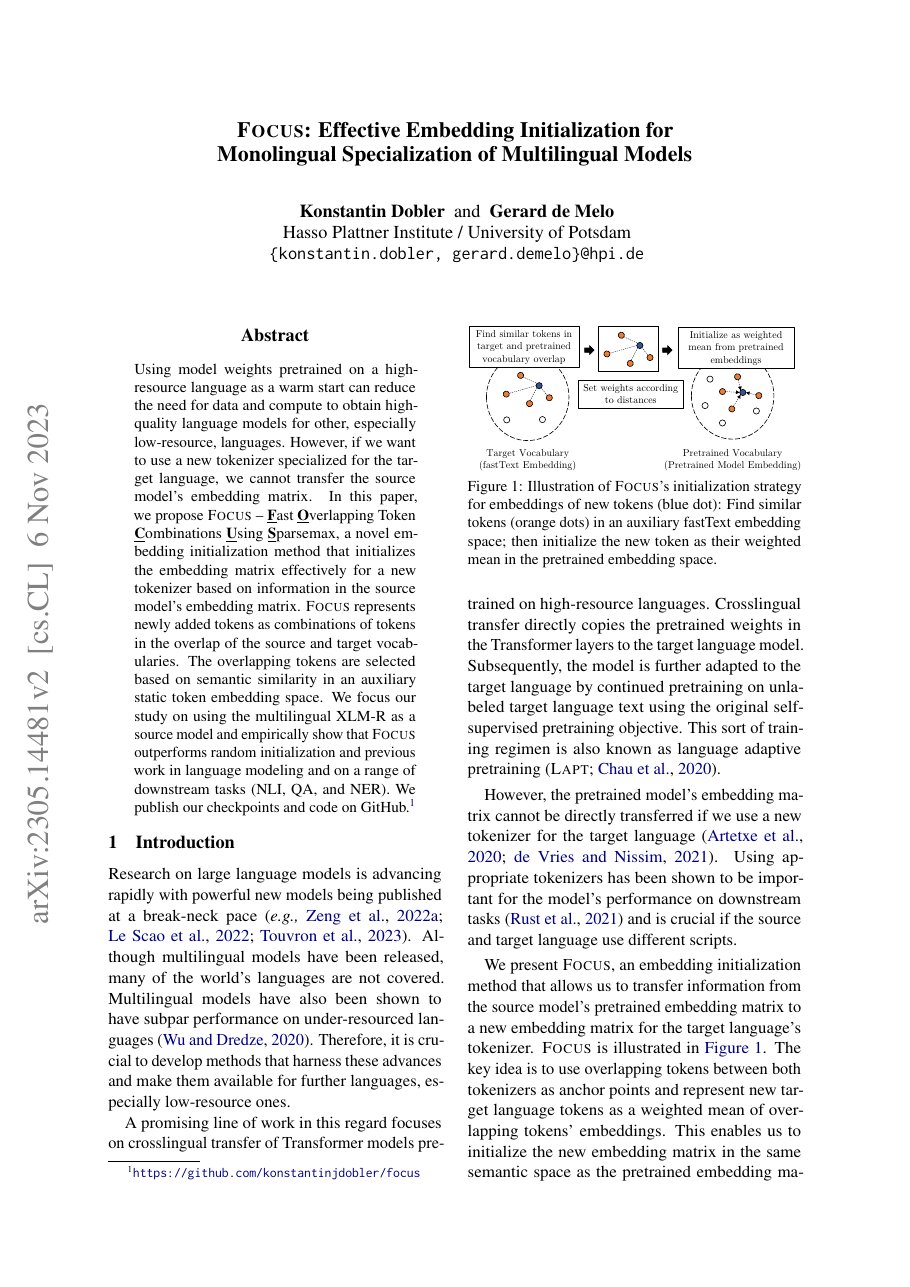 FOCUS: Effective Embedding Initialization for
Monolingual Specialization of Multilingual Models
Konstantin Dobler and Gerard de Melo
Hasso Plattner Institute / University of Potsdam
{konstantin.dobler, gerard.demelo}@hpi.de
arXiv:2305.14481v2 [cs.CL] 6 Nov 2023
Abstract
Using model weights pretrained on a high-
resource language as a warm start can reduce
the need for data and compute to obtain high-
quality language models for other, especially
low-resource, languages. However, if we want
to use a new tokenizer specialized for the tar-
get language, we cannot transfer the source
model's embedding matrix. In this paper,
we propose FOCUS – Fast Overlapping Token
Combinations Using Sparsemax, a novel em-
bedding initialization method that initializes
the embedding matrix effectively for a new
tokenizer based on information in the source
model's embedding matrix. FOCUS represents
newly added tokens as combinations of tokens
in the overlap of the source and target vocab-
ularies. The overlapping tokens are selected
based on semantic similarity in an auxiliary
static token embedding space. We focus our
study on using the multilingual XLM-R as a
source model and empirically show that FOCUS
outperforms random initialization and previous
work in language modeling and on a range of
downstream tasks (NLI, QA, and NER). We
publish our checkpoints and code on GitHub.1
1 Introduction
Research on large language models is advancing
rapidly with powerful new models being published
at a break-neck pace (e.g., Zeng et al., 2022a;
Le Scao et al., 2022; Touvron et al., 2023). Al-
though multilingual models have been released,
many of the world's languages are not covered.
Multilingual models have also been shown to
have subpar performance on under-resourced lan-
guages (Wu and Dredze, 2020). Therefore, it is cru-
cial to develop methods that harness these advances
and make them available for further languages, es-
pecially low-resource ones.
A promising line of work in this regard focuses
on crosslingual transfer of Transformer models pre-
1https://github.com/konstantinjdobler/focus
Find similar tokens in
target and pretrained
vocabulary overlap
Set weights according
to distances
Initialize as weighted
mean from pretrained
embeddings
Target Vocabulary
(fastText Embedding)
Pretrained Vocabulary
(Pretrained Model Embedding)
Figure 1: Illustration of FOCUS's initialization strategy
for embeddings of new tokens (blue dot): Find similar
tokens (orange dots) in an auxiliary fastText embedding
space; then initialize the new token as their weighted
mean in the pretrained embedding space.
trained on high-resource languages. Crosslingual
transfer directly copies the pretrained weights in
the Transformer layers to the target language model.
Subsequently, the model is further adapted to the
target language by continued pretraining on unla-
beled target language text using the original self-
supervised pretraining objective. This sort of train-
ing regimen is also known as language adaptive
pretraining (LAPT; Chau et al., 2020).
However, the pretrained model's embedding ma-
trix cannot be directly transferred if we use a new
tokenizer for the target language (Artetxe et al.,
2020; de Vries and Nissim, 2021). Using ap-
propriate tokenizers has been shown to be impor-
tant for the model's performance on downstream
tasks (Rust et al., 2021) and is crucial if the source
and target language use different scripts.
We present FOCUS, an embedding initialization
method that allows us to transfer information from
the source model's pretrained embedding matrix to
a new embedding matrix for the target language's
tokenizer. FOCUS is illustrated in Figure 1. The
key idea is to use overlapping tokens between both
tokenizers as anchor points and represent new tar-
get language tokens as a weighted mean of over-
lapping tokens' embeddings. This enables us to
initialize the new embedding matrix in the same
semantic space as the pretrained embedding ma-